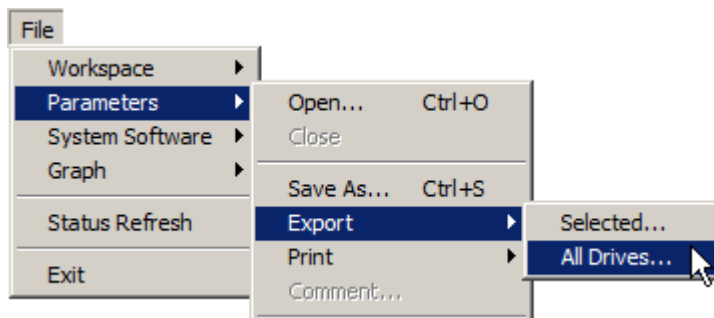 File
Workspace
Parameters
System Software
Graph
Status Refresh
Exit
Open... Ctrl+O
Close
Save As... Ctrl+S
Export
Print
Comment...
Selected...
All Drives...